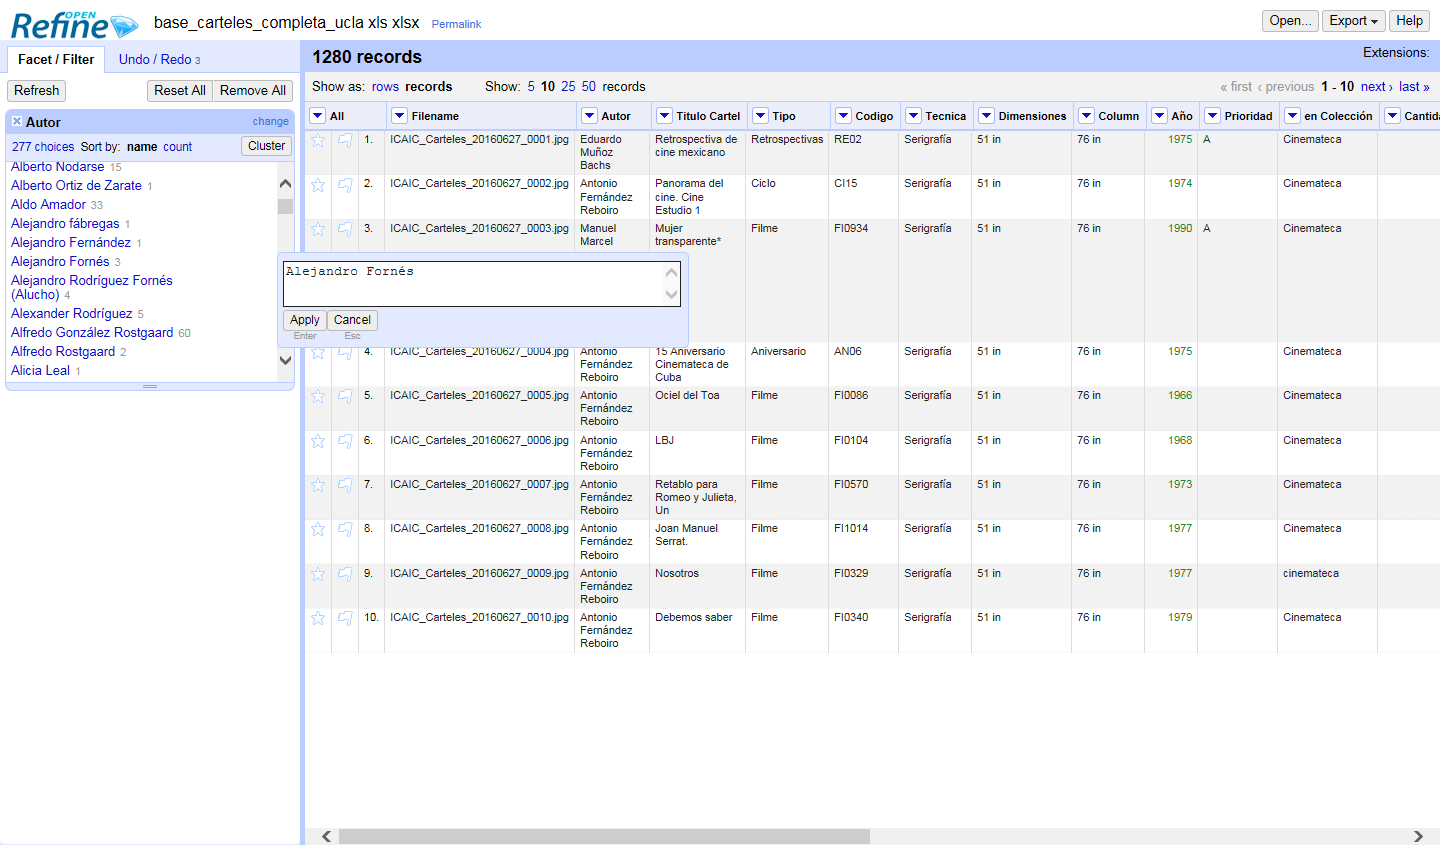 OPEN
Refine
base_carteles_completa_ucla xls xlsx Permalink
Open... Export Help
Facet / Filter Undo / Redo 3
Refresh Reset All Remove All
Autor change
277 choices Sort by: name count Cluster
Alberto Nodarse 15
Alberto Ortiz de Zarate 1
Aldo Amador 33
Alejandro fábregas 1
Alejandro Fernández 1
Alejandro Fornés 3
Alejandro Rodríguez Fornés
(Alucho) 4
Alexander Rodríguez 5
Alfredo González Rostgaard 60
Alfredo Rostgaard 2
Alicia Leal 1
1280 records Extensions:
Show as: rows records Show: 5 10 25 50 records « first ‹ previous 1 - 10 next › last »
All Filename Autor Titulo Cartel Tipo Codigo Tecnica Dimensiones Column Año Prioridad en Colección Cantida
1. ICAIC_Carteles_20160627_0001.jpg Eduardo Retrospectiva de Retrospectivas RE02 Serigrafía 51 in 76 in 1975 A Cinemateca
Muñoz cine mexicano
Bachs
2. ICAIC_Carteles_20160627_0002.jpg Antonio Panorama del Ciclo CI15 Serigrafía 51 in 76 in 1974 Cinemateca
Fernández cine. Cine
Reboiro Estudio 1
3. ICAIC_Carteles_20160627_0003.jpg Manuel Mujer Filme FI0934 Serigrafía 51 in 76 in 1990 A Cinemateca
Marcel transparente*
Alejandro Fornés
Apply Cancel
Enter Esc
4. ICAIC_Carteles_20160627_0004.jpg Antonio 15 Aniversario Aniversario AN06 Serigrafía 51 in 76 in 1975 Cinemateca
Fernández Cinemateca de
Reboiro Cuba
5. ICAIC_Carteles_20160627_0005.jpg Antonio Ociel del Toa Filme FI0086 Serigrafía 51 in 76 in 1966 Cinemateca
Fernández
Reboiro
6. ICAIC_Carteles_20160627_0006.jpg Antonio LBJ Filme FI0104 Serigrafía 51 in 76 in 1968 Cinemateca
Fernández
Reboiro
7. ICAIC_Carteles_20160627_0007.jpg Antonio Retablo para Filme FI0570 Serigrafía 51 in 76 in 1973 Cinemateca
Fernández Romeo y Julieta,
Reboiro Un
8. ICAIC_Carteles_20160627_0008.jpg Antonio Joan Manuel Filme FI1014 Serigrafía 51 in 76 in 1977 Cinemateca
Fernández Serrat.
Reboiro
9. ICAIC_Carteles_20160627_0009.jpg Antonio Nosotros Filme FI0329 Serigrafía 51 in 76 in 1977 cinemateca
Fernández
Reboiro
10. ICAIC_Carteles_20160627_0010.jpg Antonio Debemos saber Filme FI0340 Serigrafía 51 in 76 in 1979 Cinemateca
Fernández
Reboiro